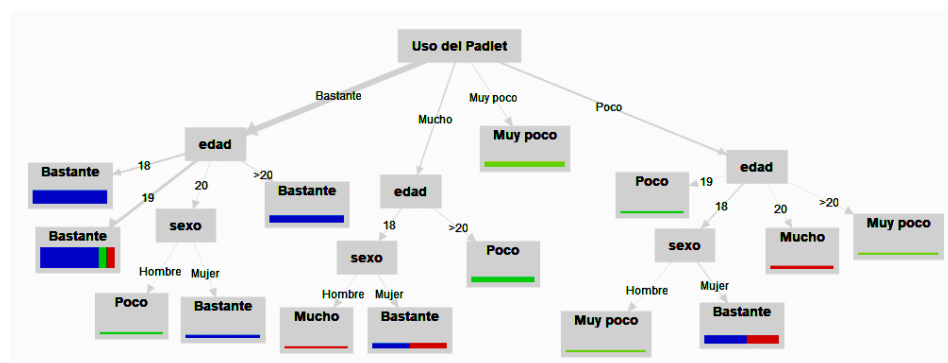 Uso del Padlet
Bastante
Mucho
Muy poco
Poco
edad
18
19
20
>20
Bastante
Bastante
sexo
Hombre
Mujer
Poco
Bastante
Bastante
edad
18
>20
sexo
Hombre
Mujer
Mucho
Bastante
Poco
Muy poco
edad
19
18
20
>20
Poco
sexo
Hombre
Mujer
Muy poco
Bastante
Mucho
Muy poco